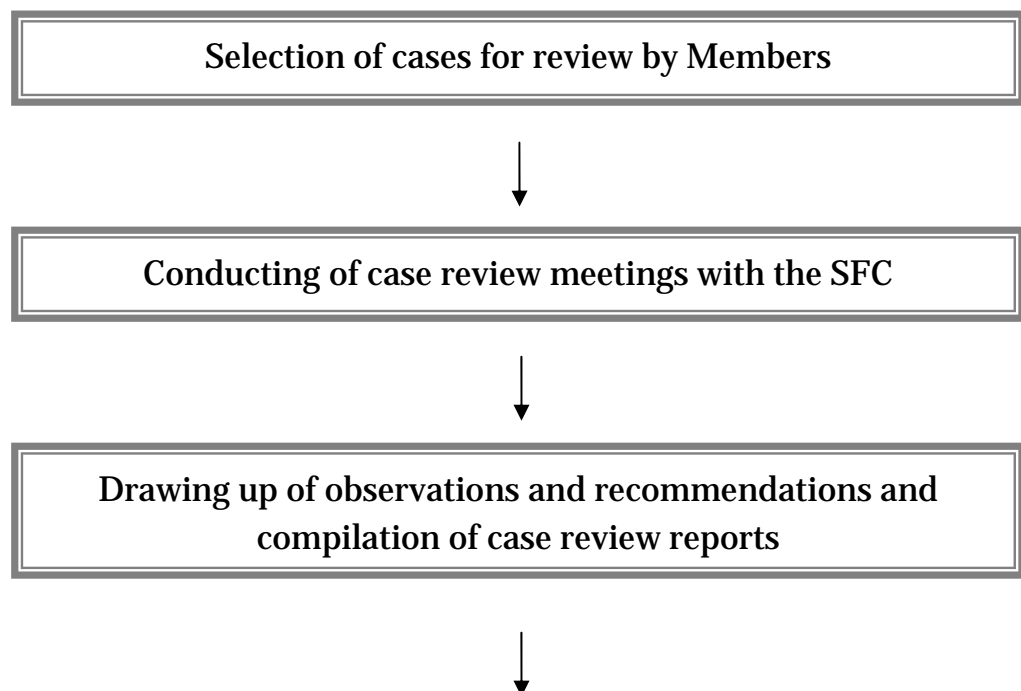 Selection of cases for review by Members
Conducting of case review meetings with the SFC
Drawing up of observations and recommendations and
compilation of case review reports